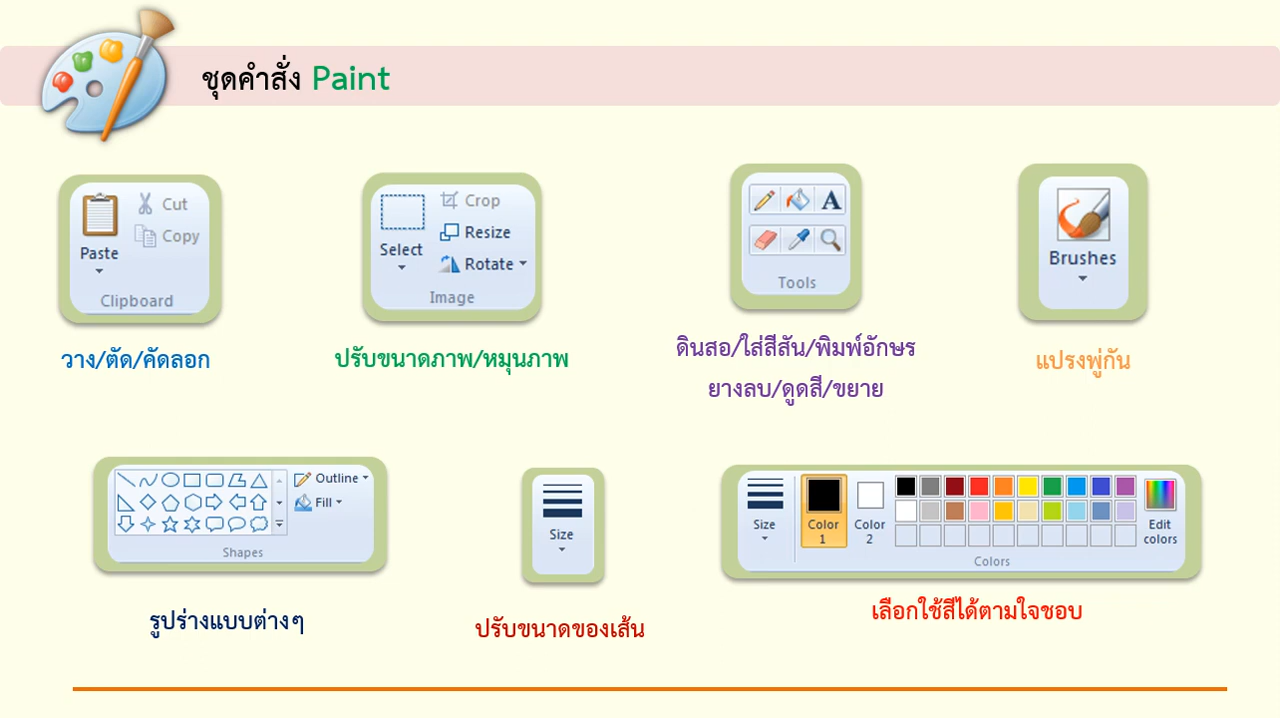 ชุดคำสั่ง Paint
Paste
Cut
Copy
Clipboard
วาง/ตัด/คัดลอก
Select
Crop
Resize
Rotate
Image
ปรับขนาดภาพ/หมุนภาพ
A
Tools
ดินสอ/ใส่สีสัน/พิมพ์อักษร
ยางลบ/ดูดสี/ขยาย
Brushes
แปรงพู่กัน
Outline
Fill
Shapes
รูปร่างแบบต่างๆ
Size
ปรับขนาดของเส้น
Size
Color
1
Color
2
Edit
colors
Colors
เลือกใช้สีได้ตามใจชอบ